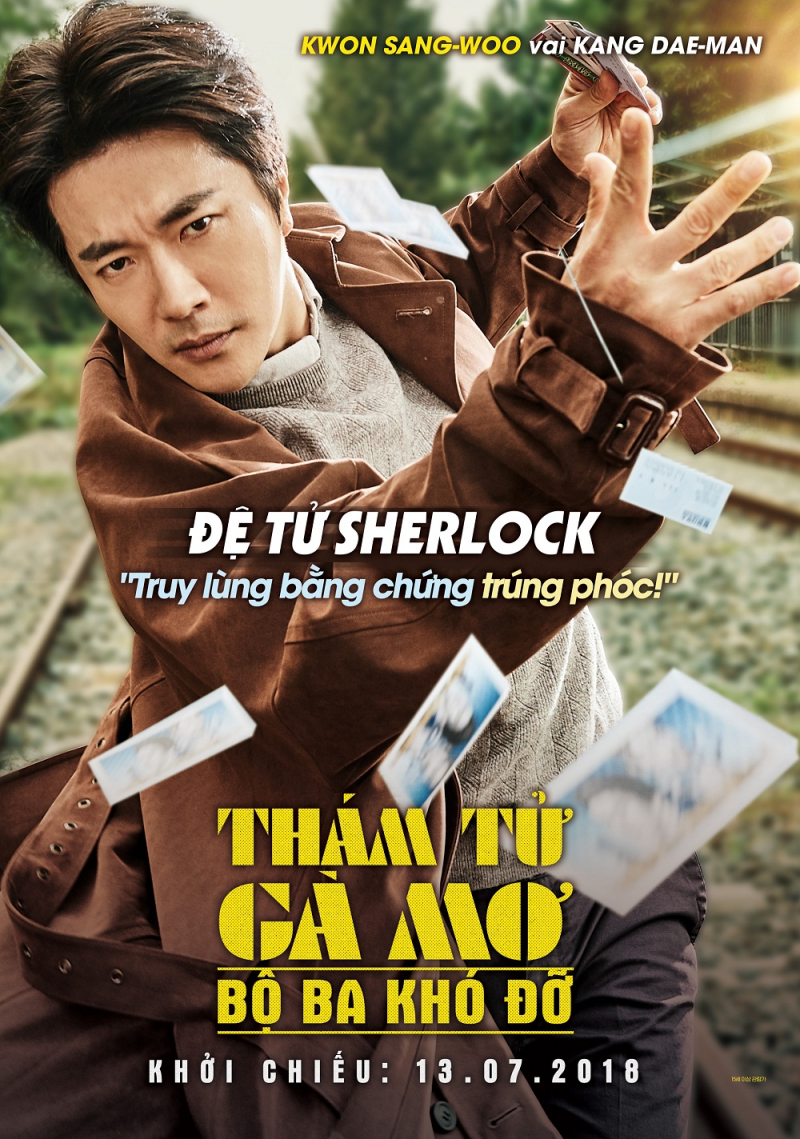 KWON SANG-WOO vai KANG DAE-MAN
ĐỆ TỬ SHERLOCK
"Truy lùng bằng chứng trúng phóc!"
THÁM TỬ
GÀ MƠ
BỘ BA KHÓ ĐỠ
KHỞI CHIẾU: 13.07.2018